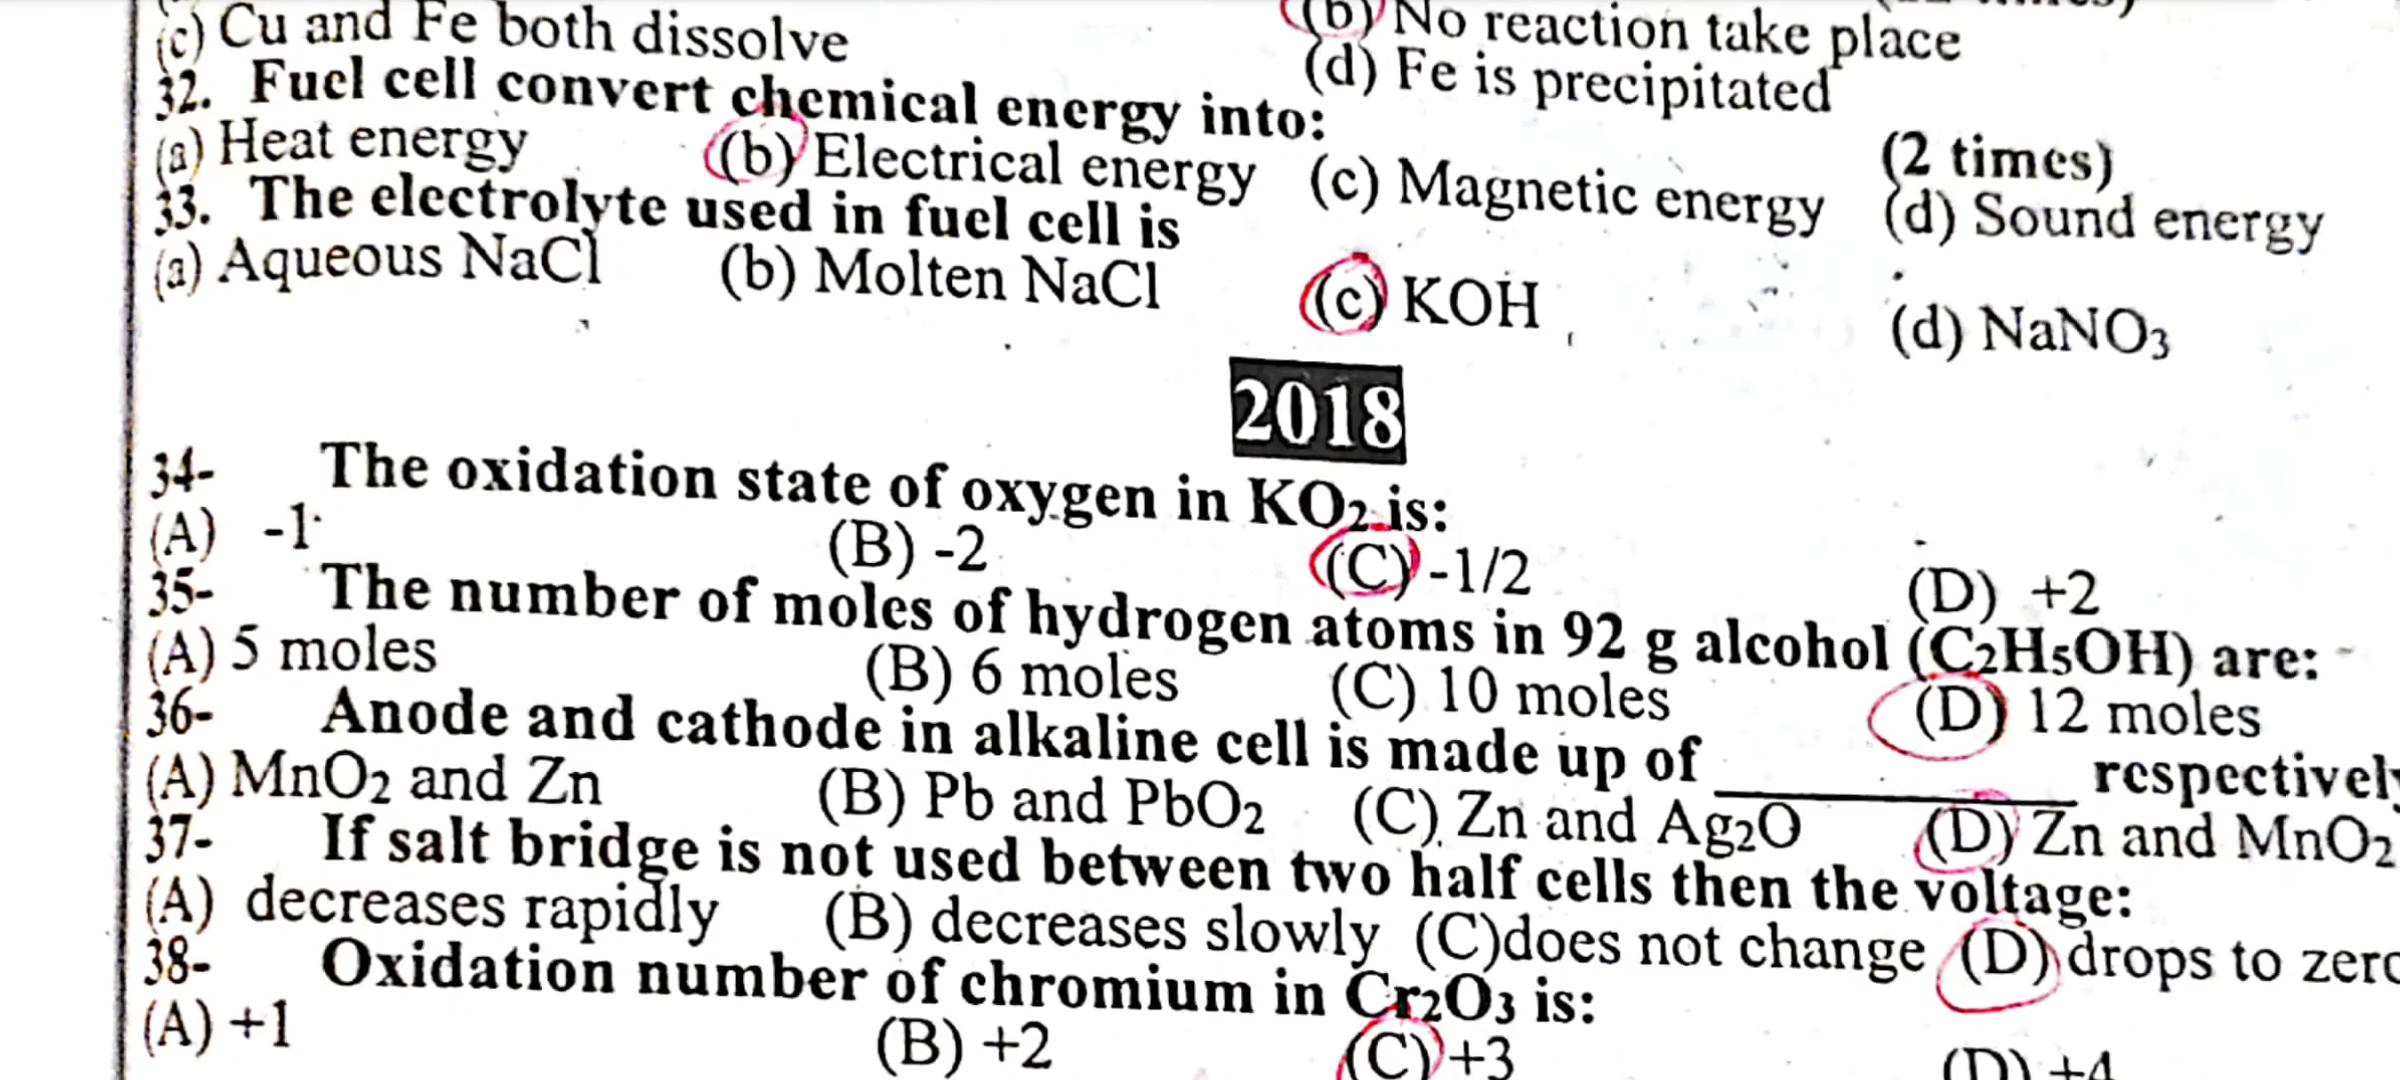 (c) Cu and Fe both dissolve (b) No reaction take place
(d) Fe is precipitated
32. Fuel cell convert chemical energy into: (2 times)
(a) Heat energy (b) Electrical energy (c) Magnetic energy (d) Sound energy
33. The electrolyte used in fuel cell is
(a) Aqueous NaCl (b) Molten NaCl (c) KOH (d) NaNO3
2018
34- The oxidation state of oxygen in KO2 is:
(A) -1 (B) -2 (C) -1/2 (D) +2
35- The number of moles of hydrogen atoms in 92 g alcohol (C2H5OH) are:
(A) 5 moles (B) 6 moles (C) 10 moles (D) 12 moles
36- Anode and cathode in alkaline cell is made up of ____________ respectively
(A) MnO2 and Zn (B) Pb and PbO2 (C) Zn and Ag2O (D) Zn and MnO2
37- If salt bridge is not used between two half cells then the voltage:
(A) decreases rapidly (B) decreases slowly (C)does not change (D) drops to zero
38- Oxidation number of chromium in Cr2O3 is:
(A) +1 (B) +2 (C) +3 (D) +4